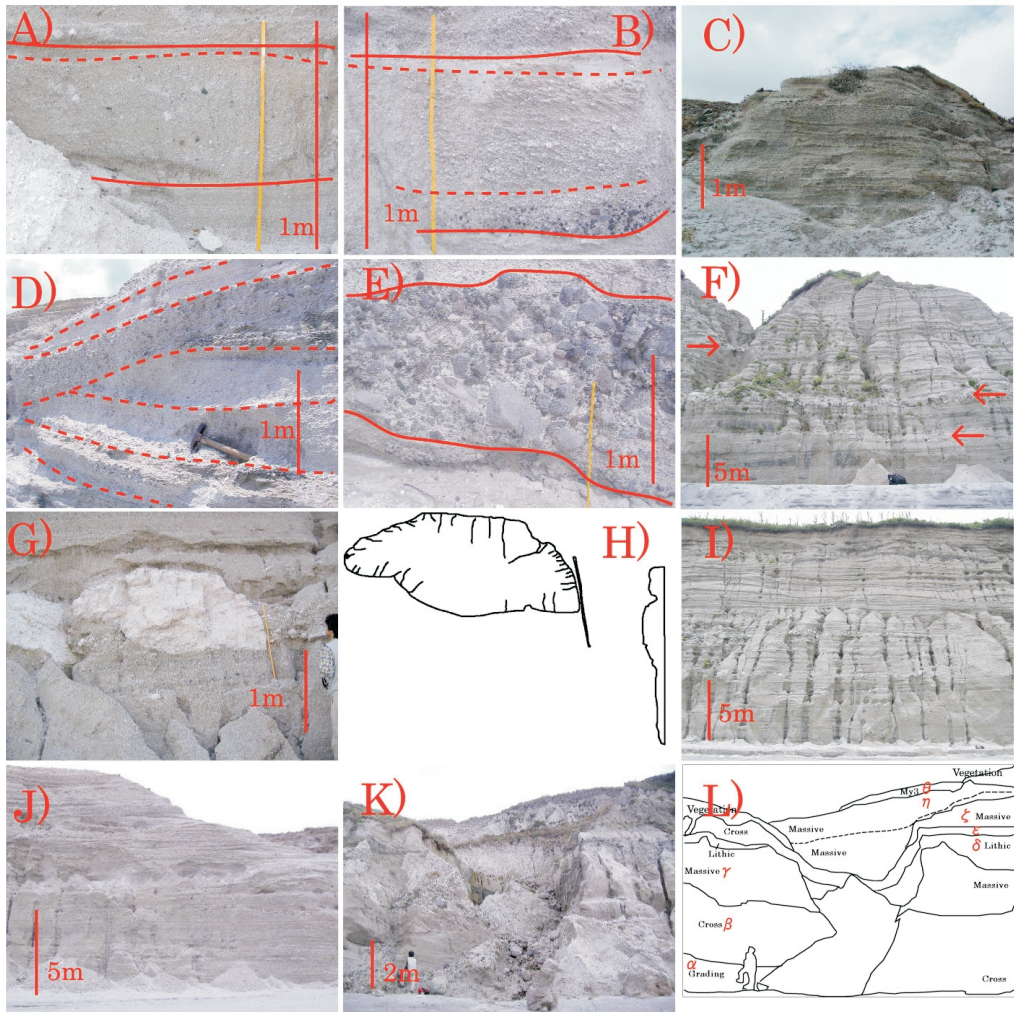 A)
1m
B)
1m
C)
1m
D)
1m
E)
1m
F)
5m
G)
1m
H)
I)
5m
J)
5m
K)
2m
L)
Vegetation
My3 θ
η
Vegetation
Cross
Massive
ζ
Massive
ξ
δ
Lithic
Lithic
Massive
Massive γ
Massive
Cross β
α
Grading
Cross